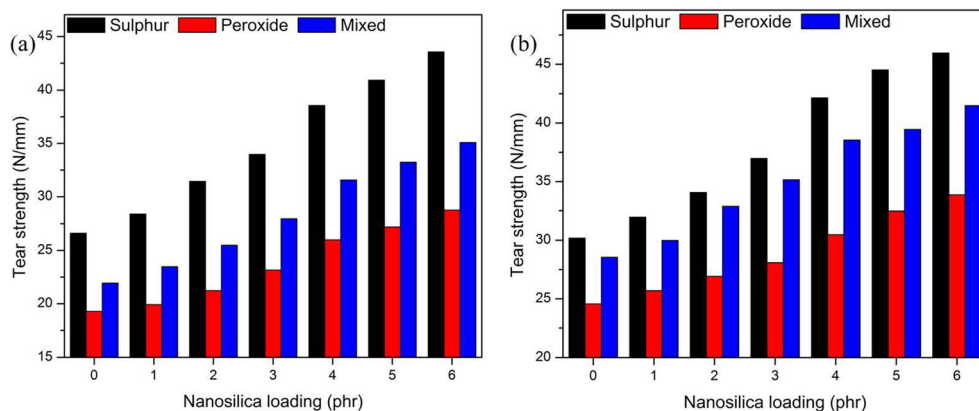 (a)
Sulphur Peroxide Mixed
Tear strength (N/mm)
45
40
35
30
25
20
15
0 1 2 3 4 5 6
Nanosilica loading (phr)
(b)
Sulphur Peroxide Mixed
Tear strength (N/mm)
45
40
35
30
25
20
0 1 2 3 4 5 6
Nanosilica loading (phr)